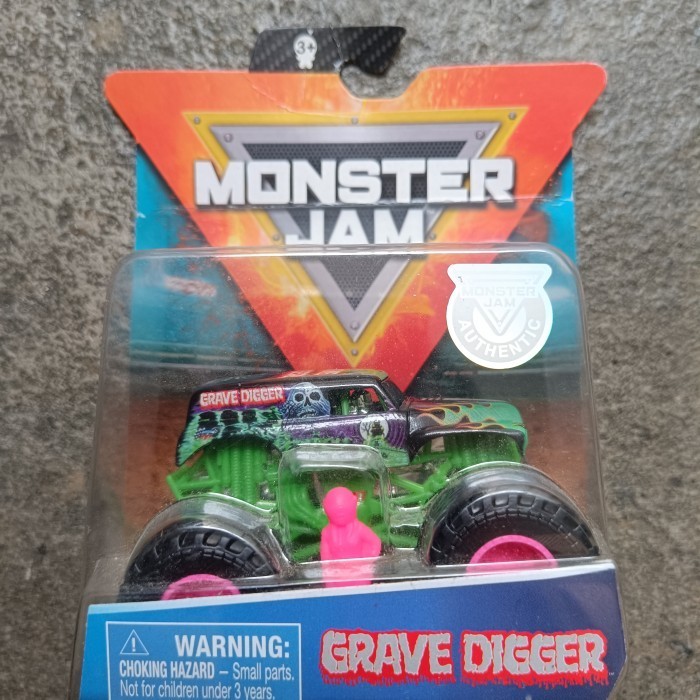 3+
MONSTER
JAM
MONSTER
JAM
AUTHENTIC
GRAVE DIGGER
WARNING:
CHOKING HAZARD – Small parts.
Not for children under 3 years.
GRAVE DIGGER